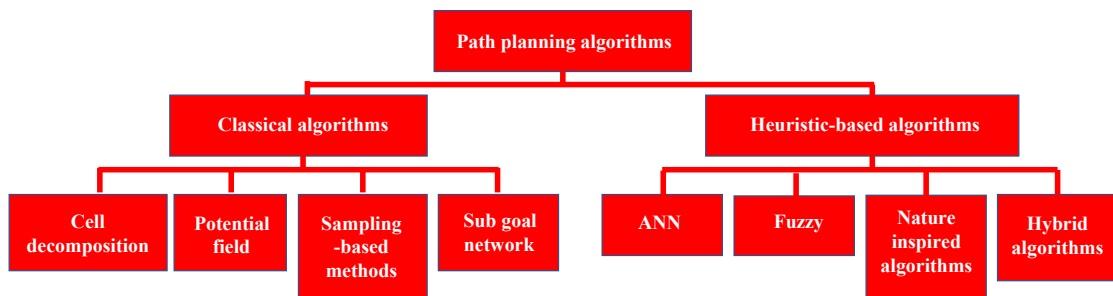 Path planning algorithms
Classical algorithms
Heuristic-based algorithms
Cell
decomposition
Potential
field
Sampling
-based
methods
Sub goal
network
ANN
Fuzzy
Nature
inspired
algorithms
Hybrid
algorithms